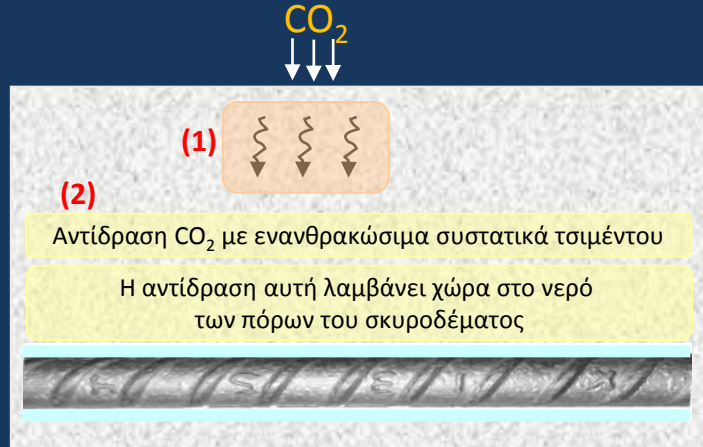 CO₂
(1)
(2)
Αντίδραση CO₂ με ενανθρακώσιμα συστατικά τσιμέντου
Η αντίδραση αυτή λαμβάνει χώρα στο νερό
των πόρων του σκυροδέματος